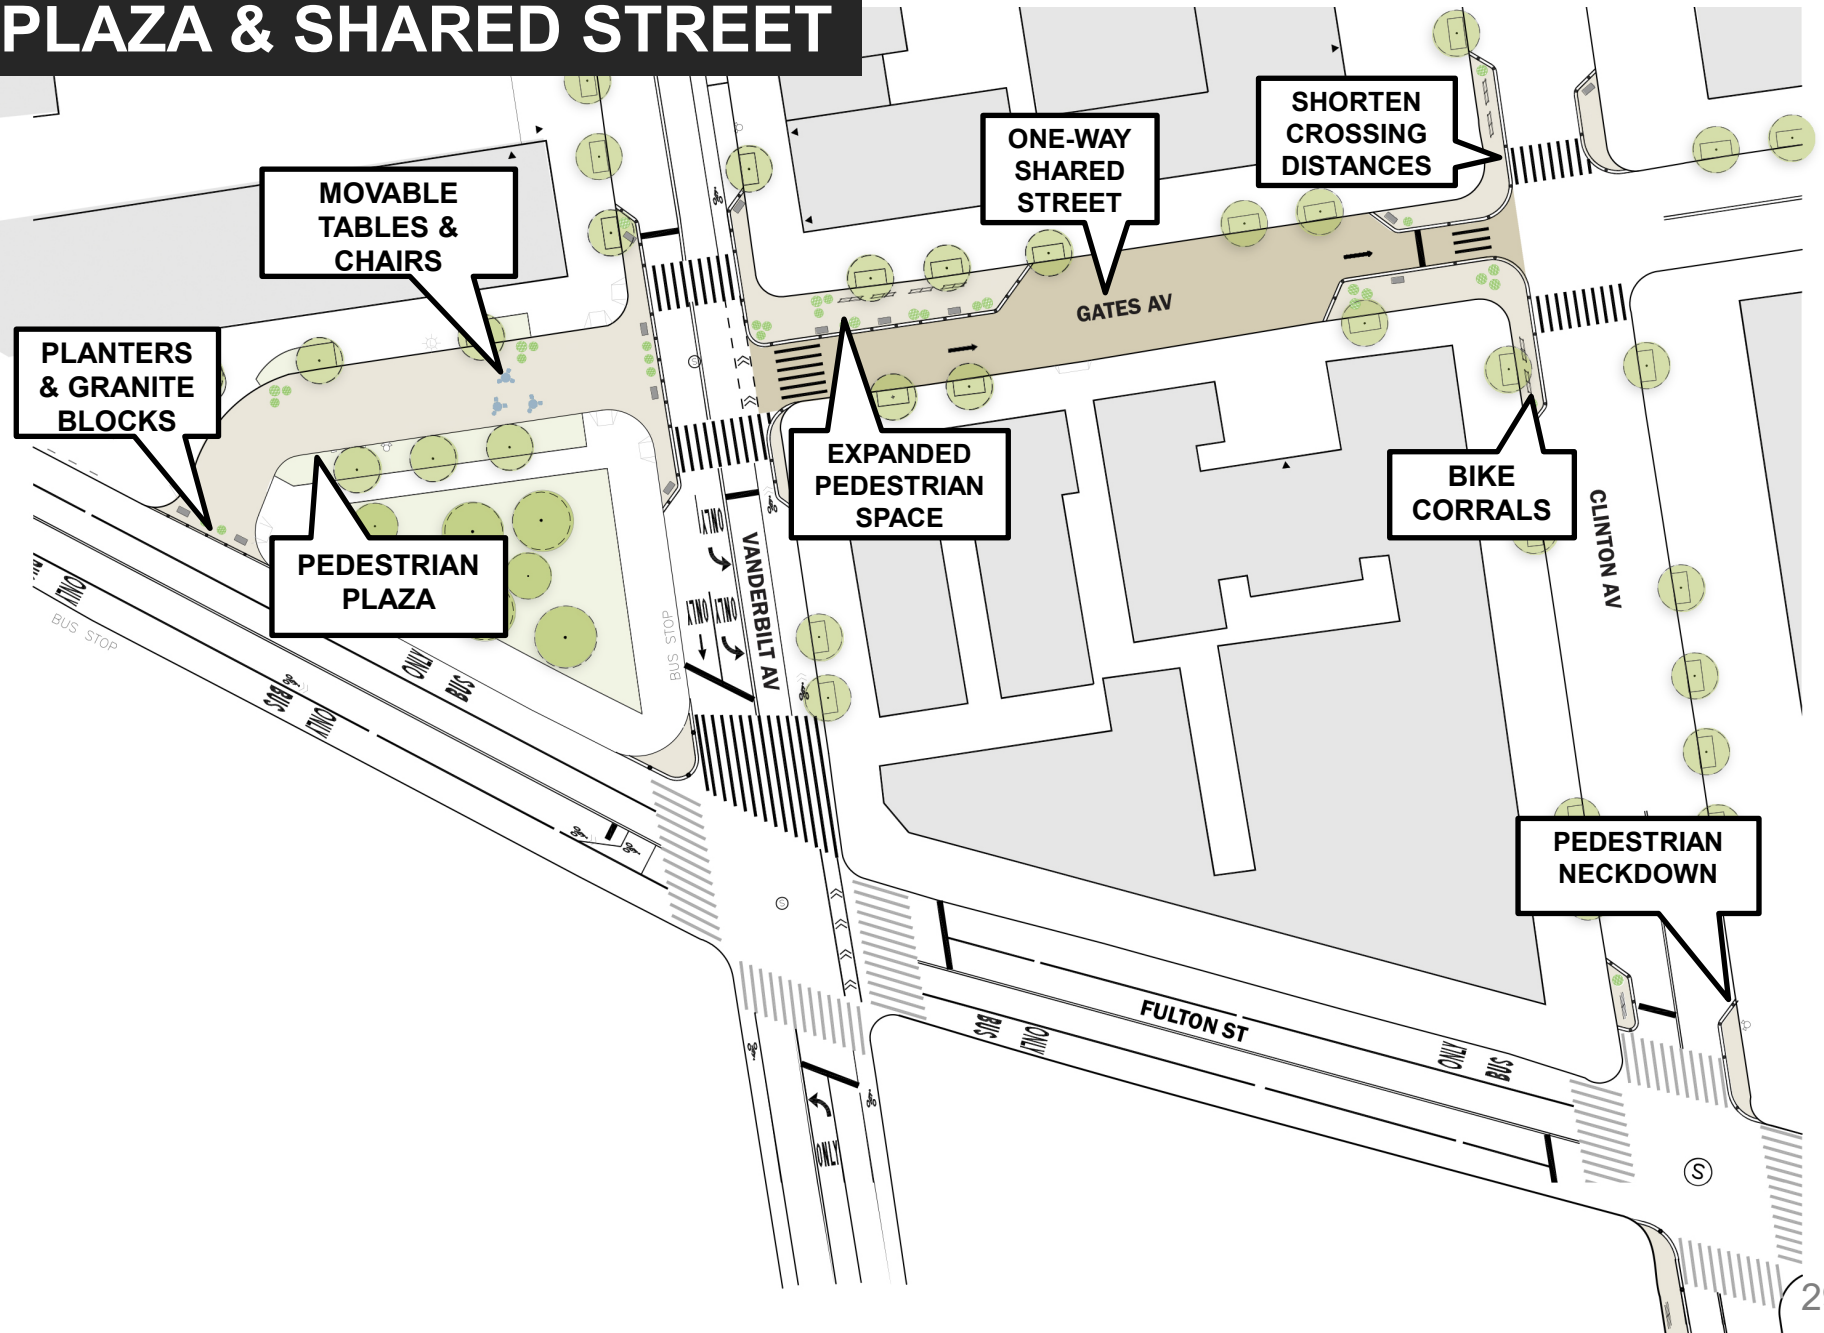 PLAZA & SHARED STREET
SHORTEN
CROSSING
DISTANCES
ONE-WAY
SHARED
STREET
MOVABLE
TABLES &
CHAIRS
GATES AV
PLANTERS
& GRANITE
BLOCKS
EXPANDED
PEDESTRIAN
SPACE
BIKE
CORRALS
PEDESTRIAN
PLAZA
CLINTON AV
VANDERBILT AV
ONLY
ONLY
ONLY
BUS STOP
BUS STOP
ONLY
ONLY
BUS
BUS
ONLY
PEDESTRIAN
NECKDOWN
FULTON ST
BUS
ONLY
ONLY
BUS
ONLY
S
S
S